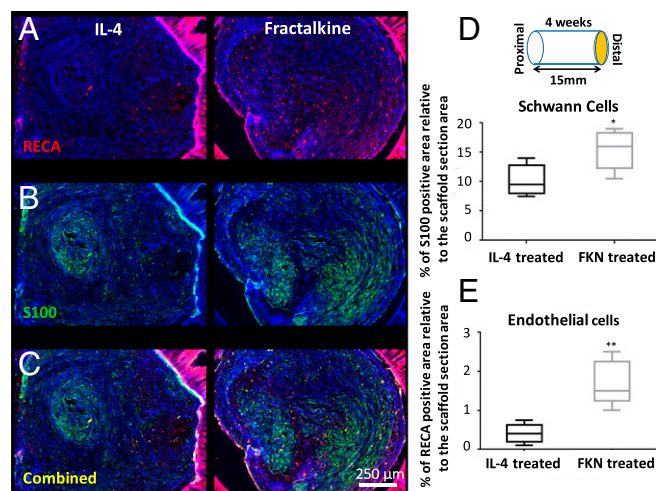 A
IL-4
Fractalkine
RECA
B
S100
C
Combined
250 μm
D
4 weeks
Proximal
Distal
15mm
Schwann Cells
*
% of S100 positive area relative
to the scaffold section area
20
15
10
5
0
IL-4 treated
FKN treated
E
Endothelial cells
**
% of RECA positive area relative
to the scaffold section area
3
2
1
0
IL-4 treated
FKN treated